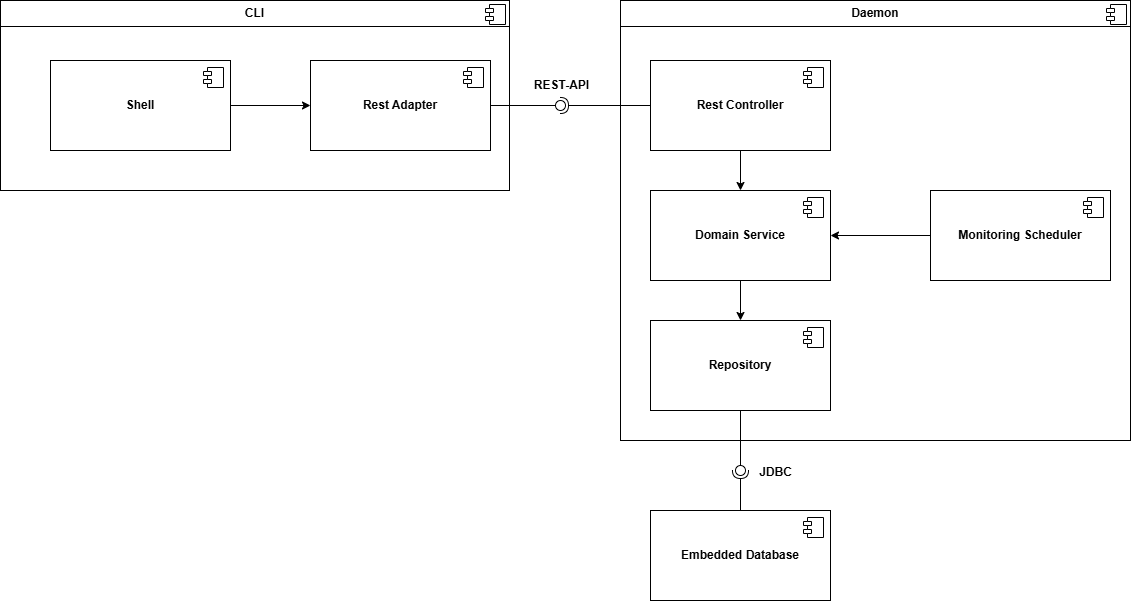 CLI
Daemon
Shell
Rest Adapter
REST-API
Rest Controller
Domain Service
Monitoring Scheduler
Repository
JDBC
Embedded Database